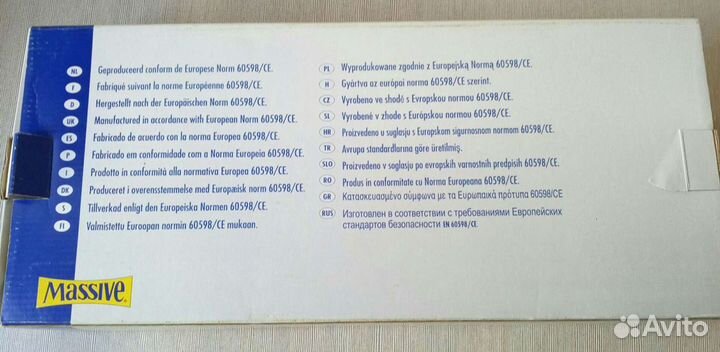 NL Geproduceerd conform de Europese Norm 60598/CE.
F Fabriqué suivant la norme Européenne 60598/CE.
D Hergestellt nach der Europäischen Norm 60598/CE.
UK Manufactured in accordance with European Norm 60598/CE.
ES Fabricado de acuerdo con la norma Europea 60598/CE.
P Fabricado em conformidade com a Norma Europeia 60598/CE.
I Prodotto in conformità alla normativa Europea 60598/CE.
DK Produceret i overensstemmelse med Europæisk norm 60598/CE.
S Tillverkad enligt den Europeiska Normen 60598/CE.
FI Valmistettu Euroopan normin 60598/CE mukaan.
PL Wyprodukowane zgodnie z Europejską Normą 60598/CE.
H Gyártva az európai norma 60598/CE szerint.
CZ Vyrobeno ve shodě s Evropskou normou 60598/CE.
SL Vyrobené v zhode s Európskou normou 60598/CE.
HR Proizvedeno u suglasju s Europskom sigurnosnom normom 60598/CE.
TR Avrupa standardlarına göre üretilmiş.
SLO Proizvedeno v soglasju po evropskih varnostnih predpisih 60598/CE.
RO Produs in conformitate cu Norma Europeana 60598/CE.
GR Κατασκευασμένο σύμφωνα με τα Ευρωπαικά πρότυπα 60598/CE
RUS Изготовлен в соответствии с требованиями Европейских
стандартов безопасности EN 60598/CE.
MASSIVE
Avito